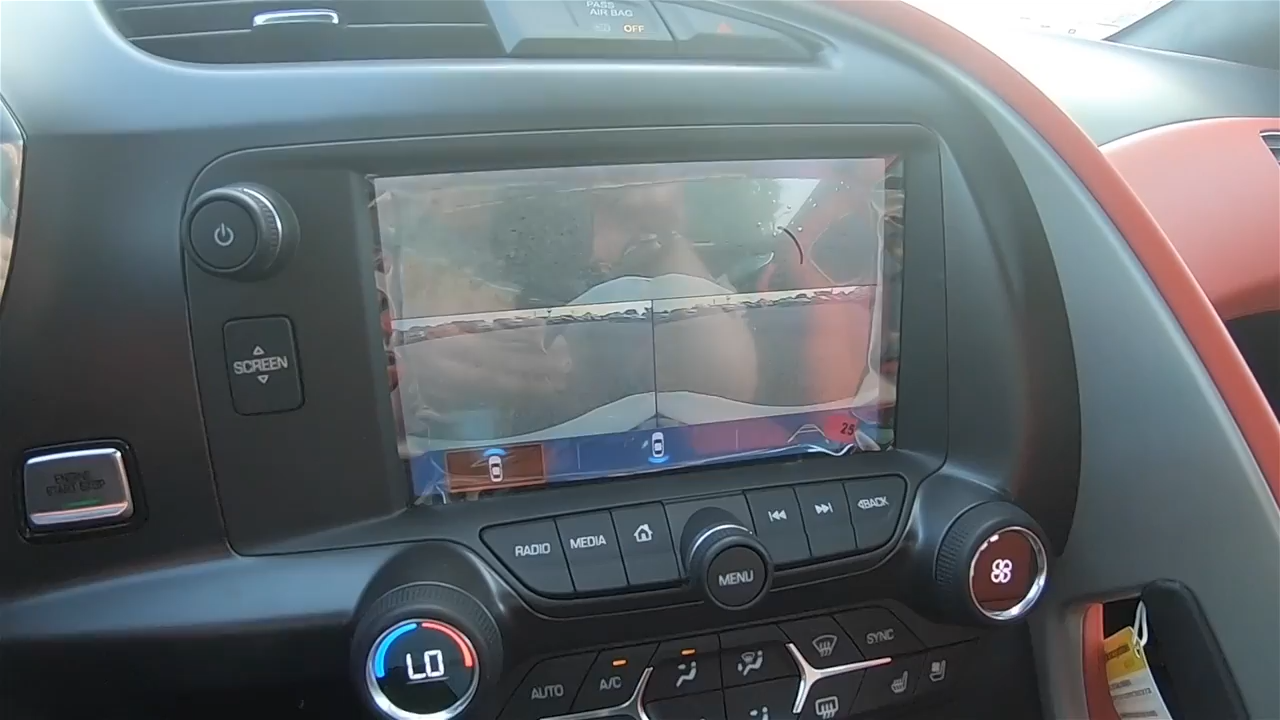 PASS
AIR BAG
OFF
SCREEN
ENGINE
START STOP
25
RADIO
MEDIA
BACK
MENU
LO
AUTO
A/C
SYNC